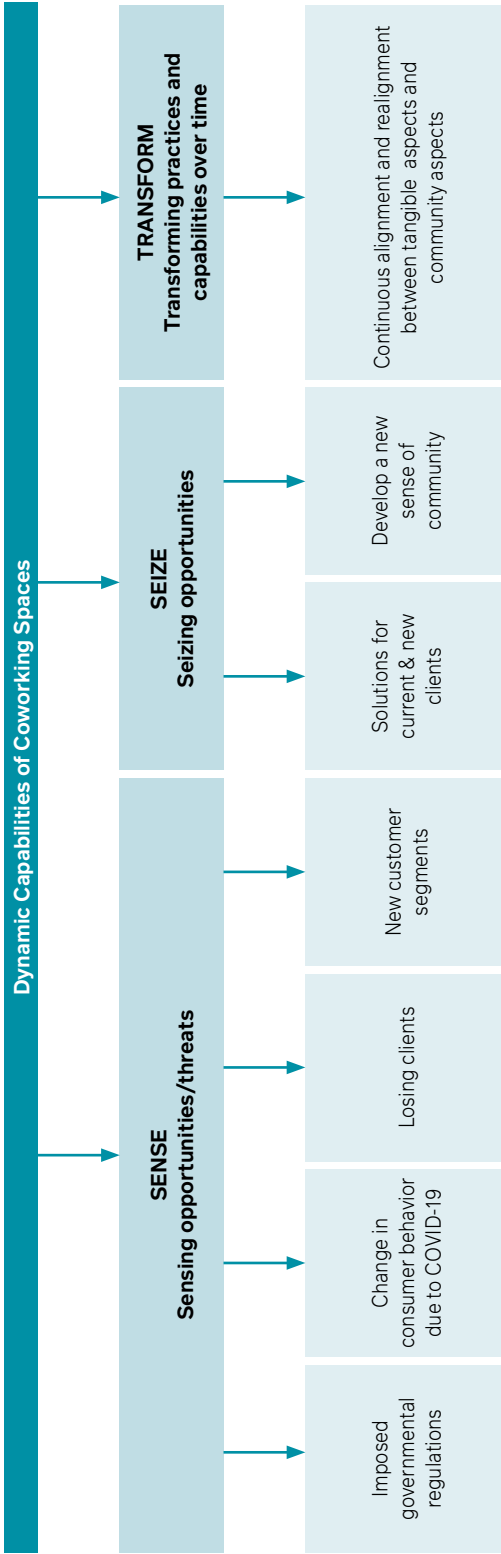 Dynamic Capabilities of Coworking Spaces
SENSE
Sensing opportunities/threats
SEIZE
Seizing opportunities
TRANSFORM
Transforming practices and
capabilities over time
Imposed
governmental
regulations
Change in
consumer behavior
due to COVID-19
Losing clients
New customer
segments
Solutions for
current & new
clients
Develop a new
sense of
community
Continuous alignment and realignment
between tangible aspects and
community aspects